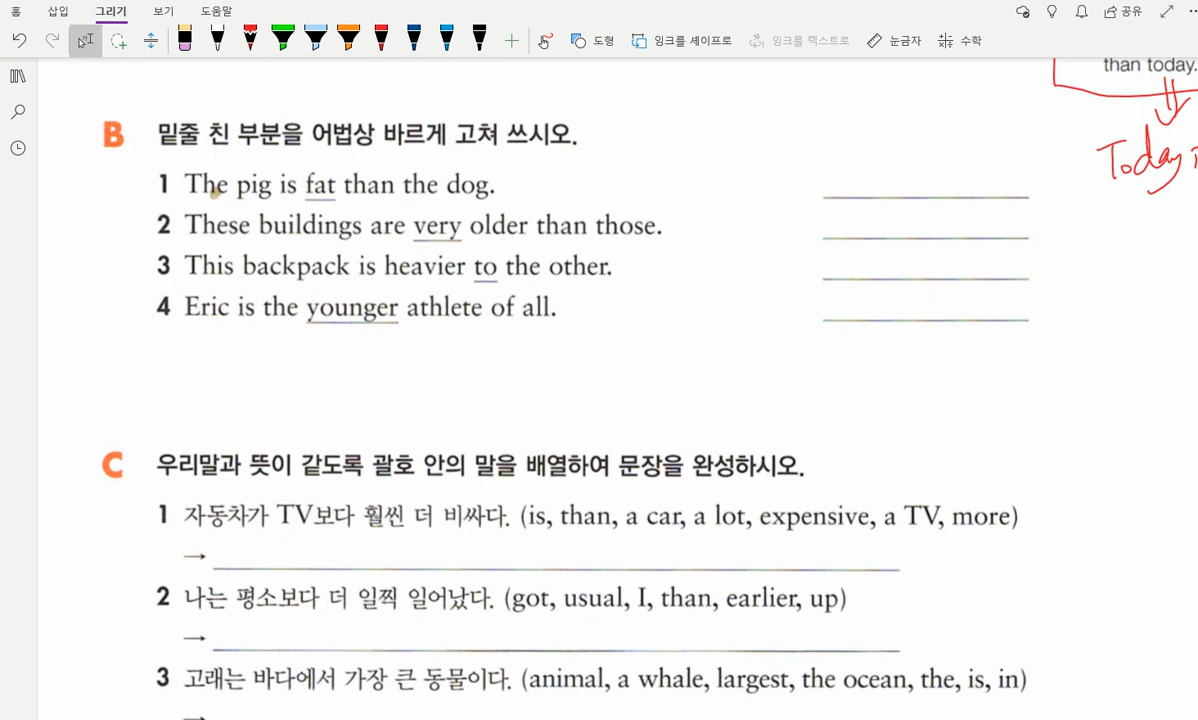 홈 삽입 그리기 보기 도움말
공유
도형 잉크를 셰이프로 잉크를 텍스트로 눈금자 수학
than today.
Today
B 밑줄 친 부분을 어법상 바르게 고쳐 쓰시오.
1 The pig is fat than the dog.
2 These buildings are very older than those.
3 This backpack is heavier to the other.
4 Eric is the younger athlete of all.
C 우리말과 뜻이 같도록 괄호 안의 말을 배열하여 문장을 완성하시오.
1 자동차가 TV보다 훨씬 더 비싸다. (is, than, a car, a lot, expensive, a TV, more)
→
2 나는 평소보다 더 일찍 일어났다. (got, usual, I, than, earlier, up)
→
3 고래는 바다에서 가장 큰 동물이다. (animal, a whale, largest, the ocean, the, is, in)
→